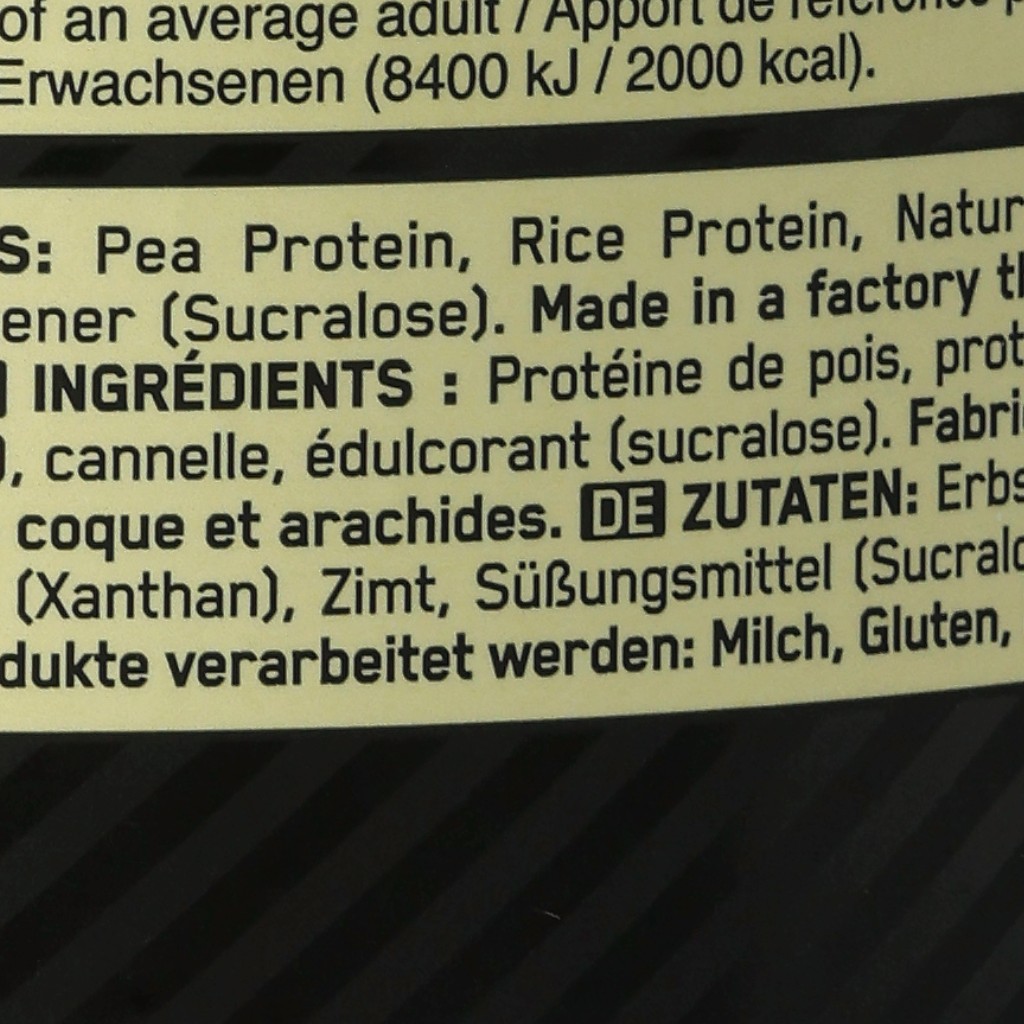 of an average adult / Apport de référence
Erwachsenen (8400 kJ / 2000 kcal).
S: Pea Protein, Rice Protein, Natur
ener (Sucralose). Made in a factory th
INGRÉDIENTS : Protéine de pois, prot
), cannelle, édulcorant (sucralose). Fabri
coque et arachides. DE ZUTATEN: Erbs
(Xanthan), Zimt, Süßungsmittel (Sucralo
dukte verarbeitet werden: Milch, Gluten,